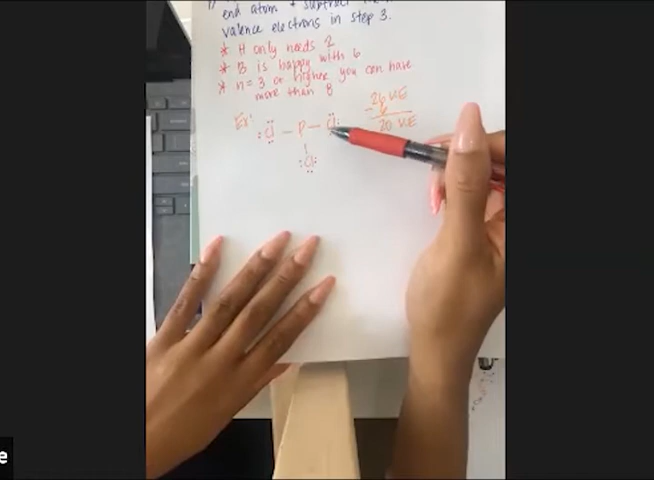 end atom & subtract
valence electrons in step 3.
* H only needs 2
* B is happy with 6
* n=3 or higher you can have
more than 8
Ex:
26 VE
- 6
20 VE
:Cl — P — Cl:
|
:Cl:
e